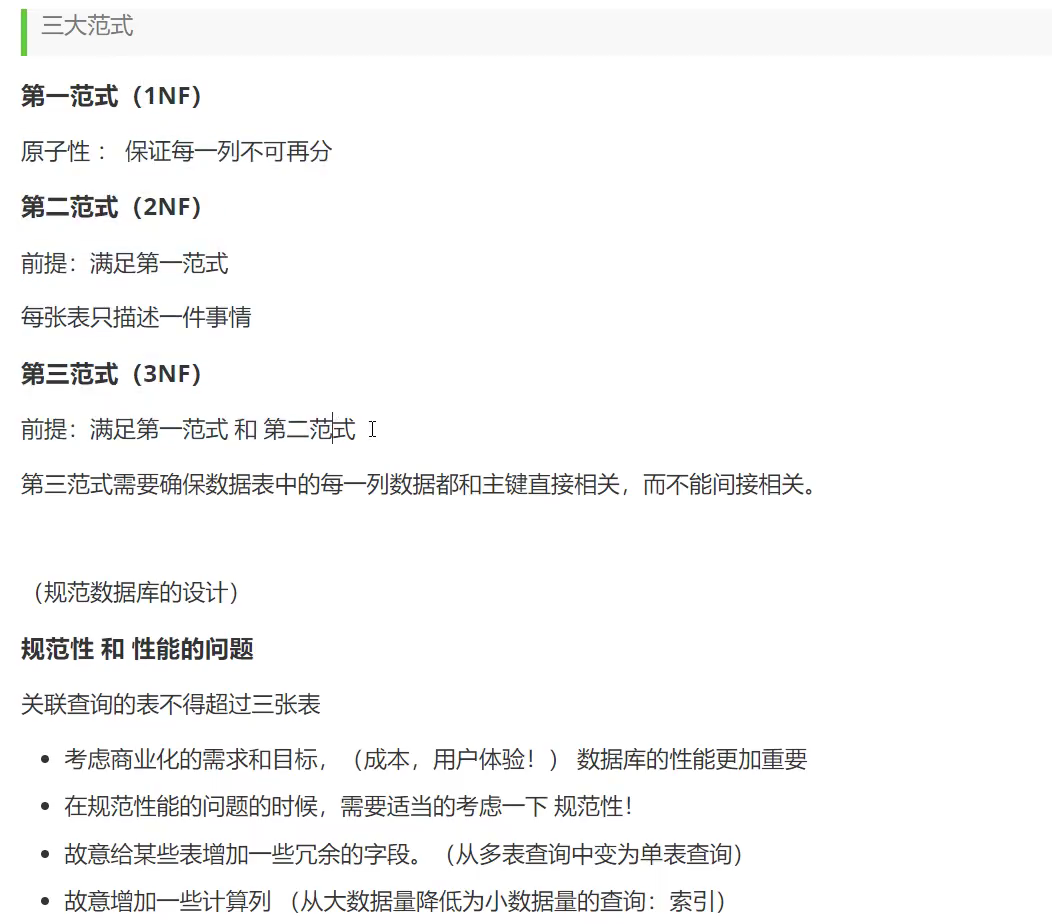 三大范式
第一范式（1NF）
原子性： 保证每一列不可再分
第二范式（2NF）
前提：满足第一范式
每张表只描述一件事情
第三范式（3NF）
前提：满足第一范式 和 第二范式
第三范式需要确保数据表中的每一列数据都和主键直接相关，而不能间接相关。
（规范数据库的设计）
规范性 和 性能的问题
关联查询的表不得超过三张表
• 考虑商业化的需求和目标，（成本，用户体验！） 数据库的性能更加重要
• 在规范性能的问题的时候，需要适当的考虑一下 规范性！
• 故意给某些表增加一些冗余的字段。（从多表查询中变为单表查询）
• 故意增加一些计算列 （从大数据量降低为小数据量的查询：索引）